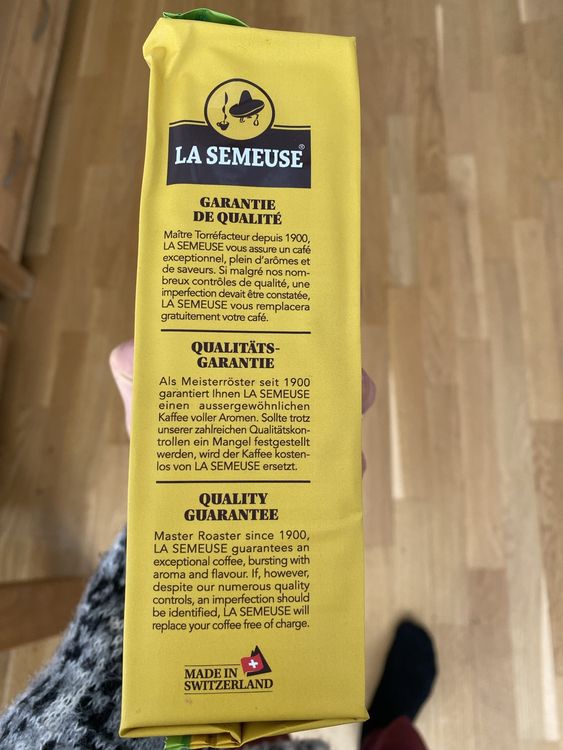 LA SEMEUSE®
GARANTIE
DE QUALITÉ
Maître Torréfacteur depuis 1900,
LA SEMEUSE vous assure un café
exceptionnel, plein d'arômes et
de saveurs. Si malgré nos nom-
breux contrôles de qualité, une
imperfection devait être constatée,
LA SEMEUSE vous remplacera
gratuitement votre café.
QUALITÄTS-
GARANTIE
Als Meisterröster seit 1900
garantiert Ihnen LA SEMEUSE
einen aussergewöhnlichen
Kaffee voller Aromen. Sollte trotz
unserer zahlreichen Qualitätskon-
trollen ein Mangel festgestellt
werden, wird der Kaffee kosten-
los von LA SEMEUSE ersetzt.
QUALITY
GUARANTEE
Master Roaster since 1900,
LA SEMEUSE guarantees an
exceptional coffee, bursting with
aroma and flavour. If, however,
despite our numerous quality
controls, an imperfection should
be identified, LA SEMEUSE will
replace your coffee free of charge.
MADE IN
SWITZERLAND